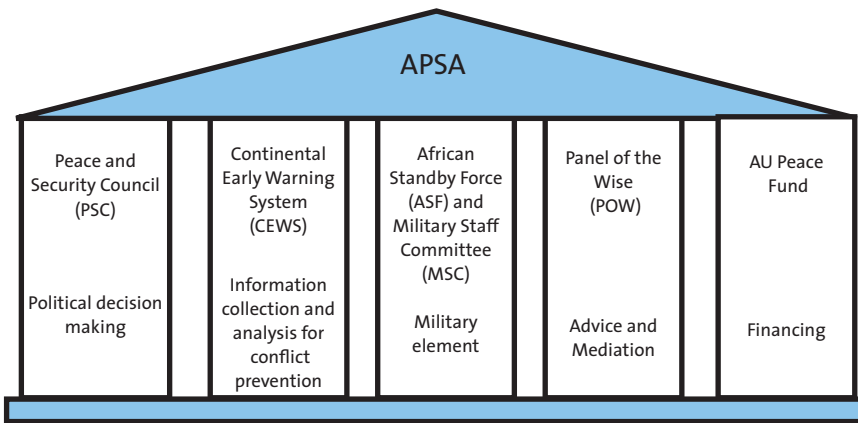 APSA
Peace and
Security Council
(PSC)
Political decision
making
Continental
Early Warning
System
(CEWS)
Information
collection and
analysis for
conflict
prevention
African
Standby Force
(ASF) and
Military Staff
Committee
(MSC)
Military
element
Panel of the
Wise
(POW)
Advice and
Mediation
AU Peace
Fund
Financing